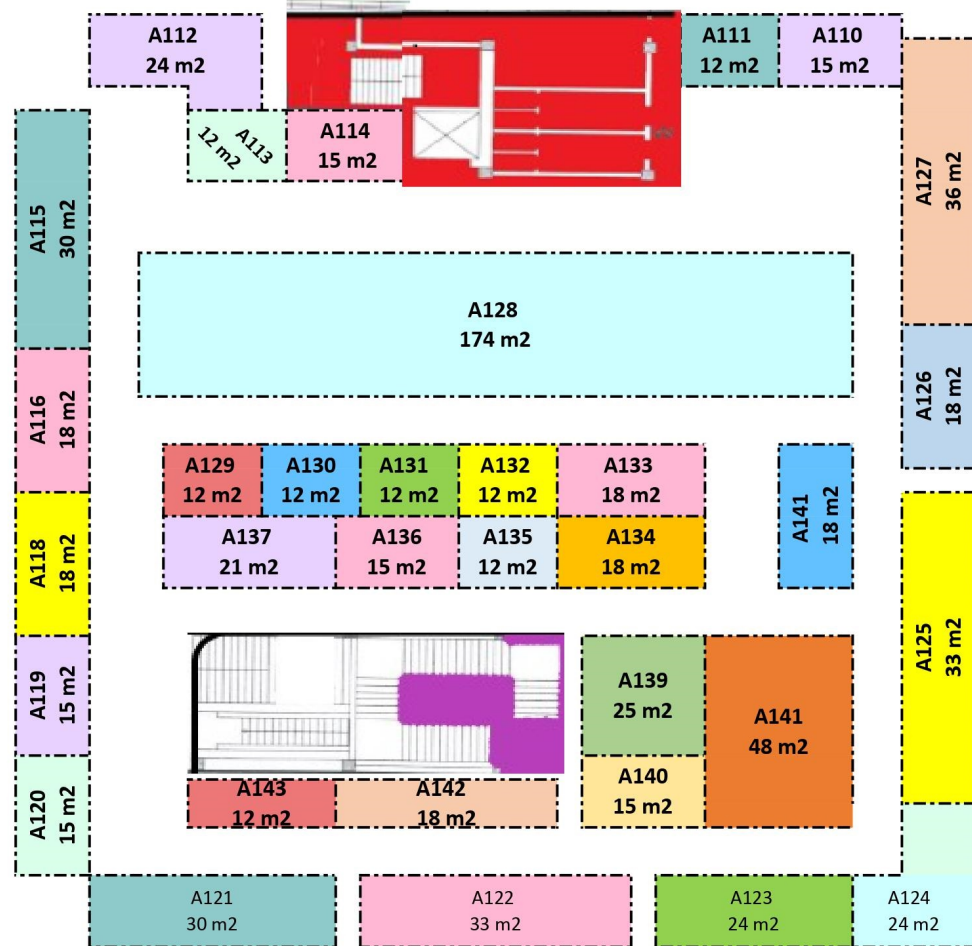 A112
24 m2
A111
12 m2
A110
15 m2
A113
12 m2
A114
15 m2
A127
36 m2
A115
30 m2
A128
174 m2
A126
18 m2
A116
18 m2
A129
12 m2
A130
12 m2
A131
12 m2
A132
12 m2
A133
18 m2
A141
18 m2
A137
21 m2
A136
15 m2
A135
12 m2
A134
18 m2
A118
18 m2
A125
33 m2
A119
15 m2
A139
25 m2
A141
48 m2
A140
15 m2
A120
15 m2
A143
12 m2
A142
18 m2
A121
30 m2
A122
33 m2
A123
24 m2
A124
24 m2